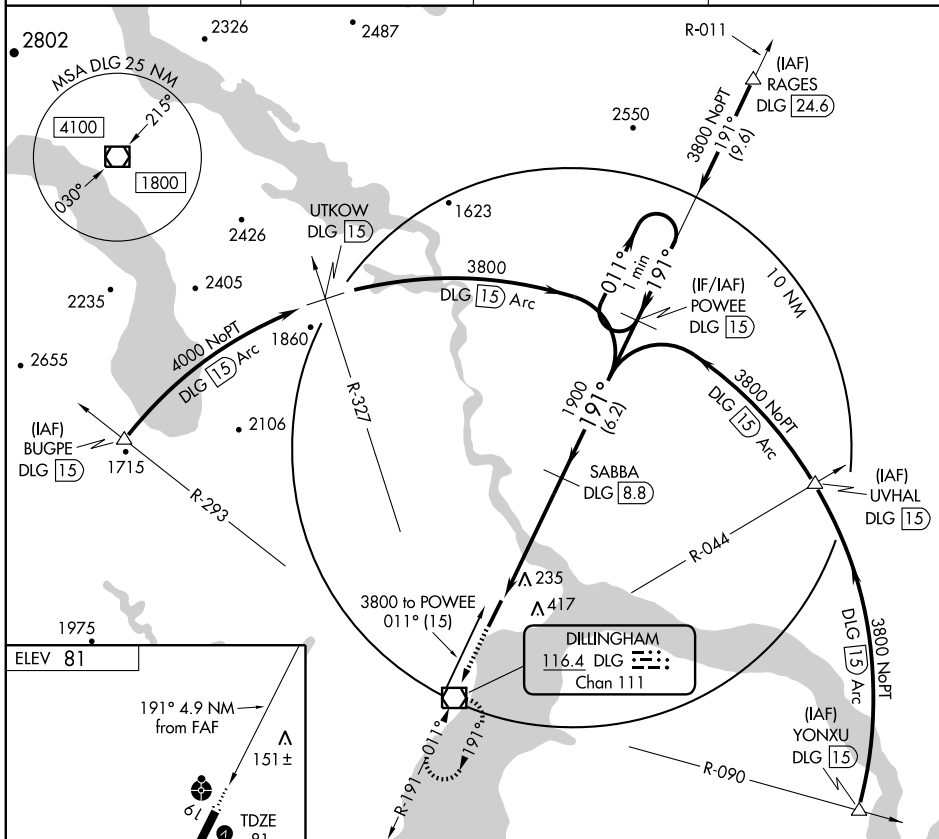 2802
2326
2487
R-011
(IAF)
RAGES
DLG 24.6
MSA DLG 25 NM
215°
4100
1800
030°
2550
3800 NoPT
191°
(9.6)
UTKOW
DLG 15
1623
2426
2405
2235
3800
DLG 15 Arc
011°
1 min
191°
(IF/IAF)
POWEE
DLG 15
10 NM
1860
2655
4000 NoPT
DLG 15 Arc
R-327
2106
(IAF)
BUGPE
DLG 15
1715
R-293
1900
191°
(6.2)
3800 NoPT
DLG 15 Arc
SABBA
DLG 8.8
(IAF)
UVHAL
DLG 15
R-044
235
417
3800 to POWEE
011° (15)
DILLINGHAM
116.4 DLG
Chan 111
1975
3800 NoPT
DLG 15 Arc
R-191
011°
191°
(IAF)
YONXU
DLG 15
R-090
ELEV 81
191° 4.9 NM
from FAF
151±
19
TDZE
81